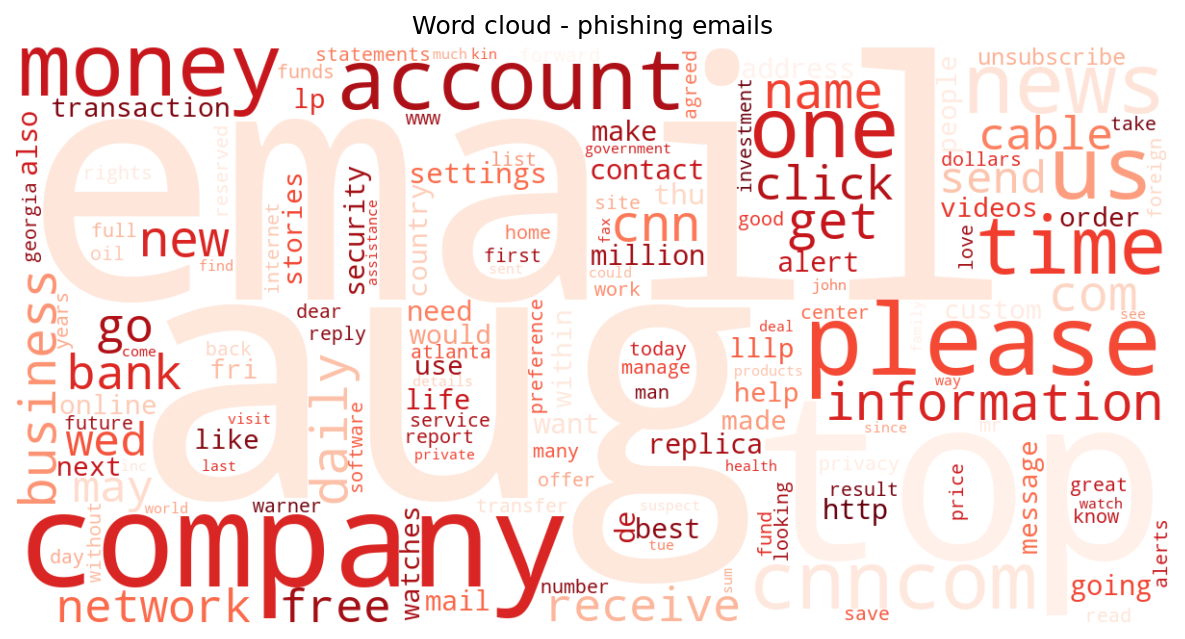 Word cloud - phishing emails
money
statements
much
kin
forward
address
people
news
unsubscribe
funds
account
agreed
name
transaction
lp
www
make
investment
one
cable
take
georgia
also
rights
reserved
email
government
contact
click
dollars
us
send
foreign
list
settings
country
thu
site
cnn
good
get
videos
order
full
oil
new
find
internet
stories
security
assistance
home
first
sent
fax
million
could
work
alert
john
love
time
com
business
years
go
come
bank
dear
reply
need
would
atlanta
use
details
preference
within
deal
center
lllp
products
custom
family
see
please
back
fri
daily
today
manage
man
help
way
information
online
future
wed
like
visit
life
service
report
private
want
made
since
mr
next
inc
last
software
many
replica
health
privacy
top
may
world
offer
aug
looking
fund
result
http
price
message
great
watch
know
alerts
company
warner
transfer
suspect
de
best
tue
day
without
watches
number
sum
cnncom
going
network
free
mail
receive
save
read